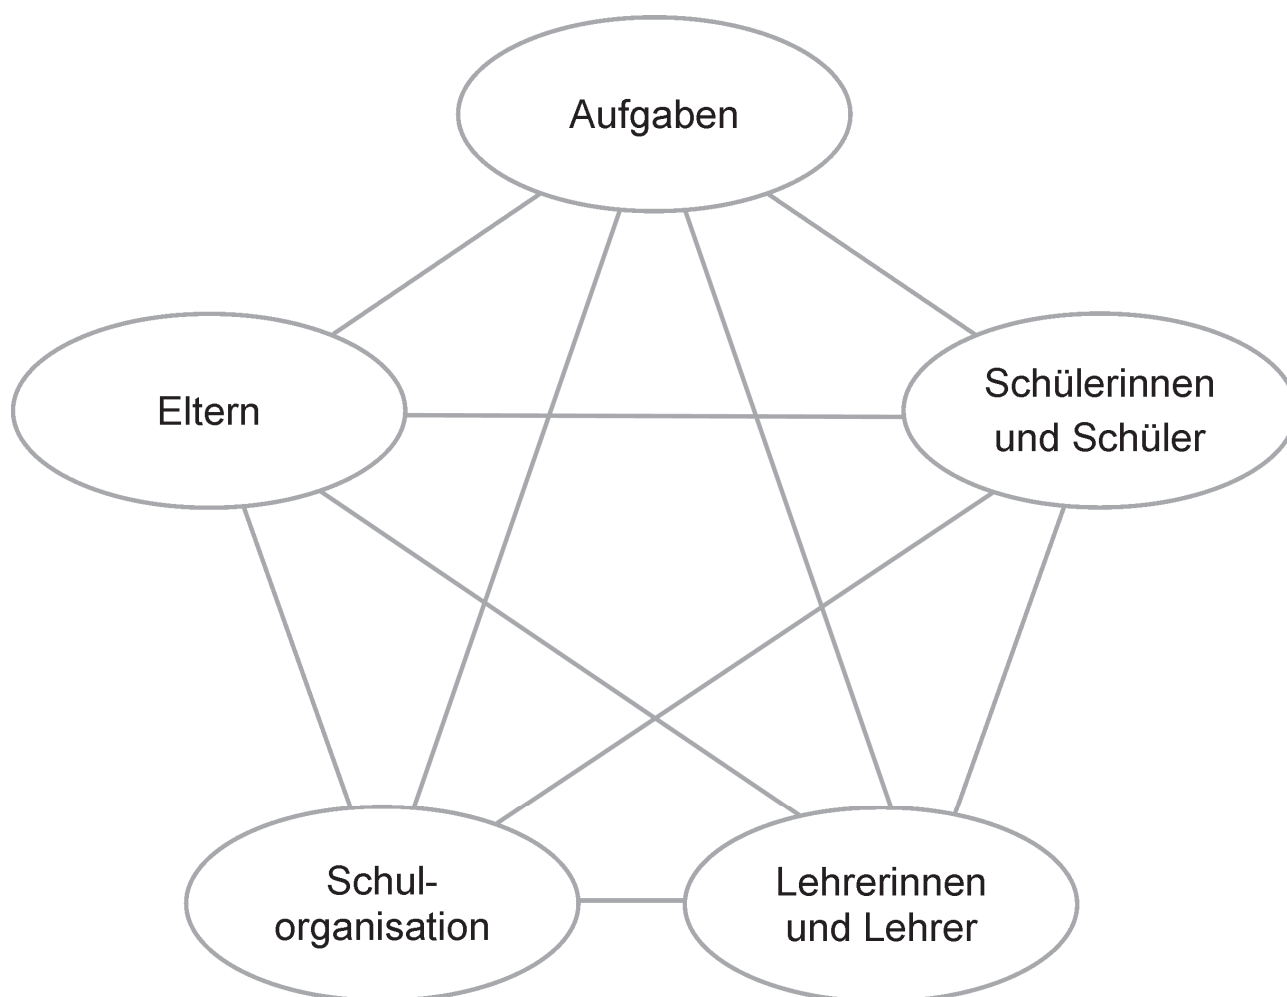 Aufgaben
Eltern
Schülerinnen
und Schüler
Schul-
organisation
Lehrerinnen
und Lehrer